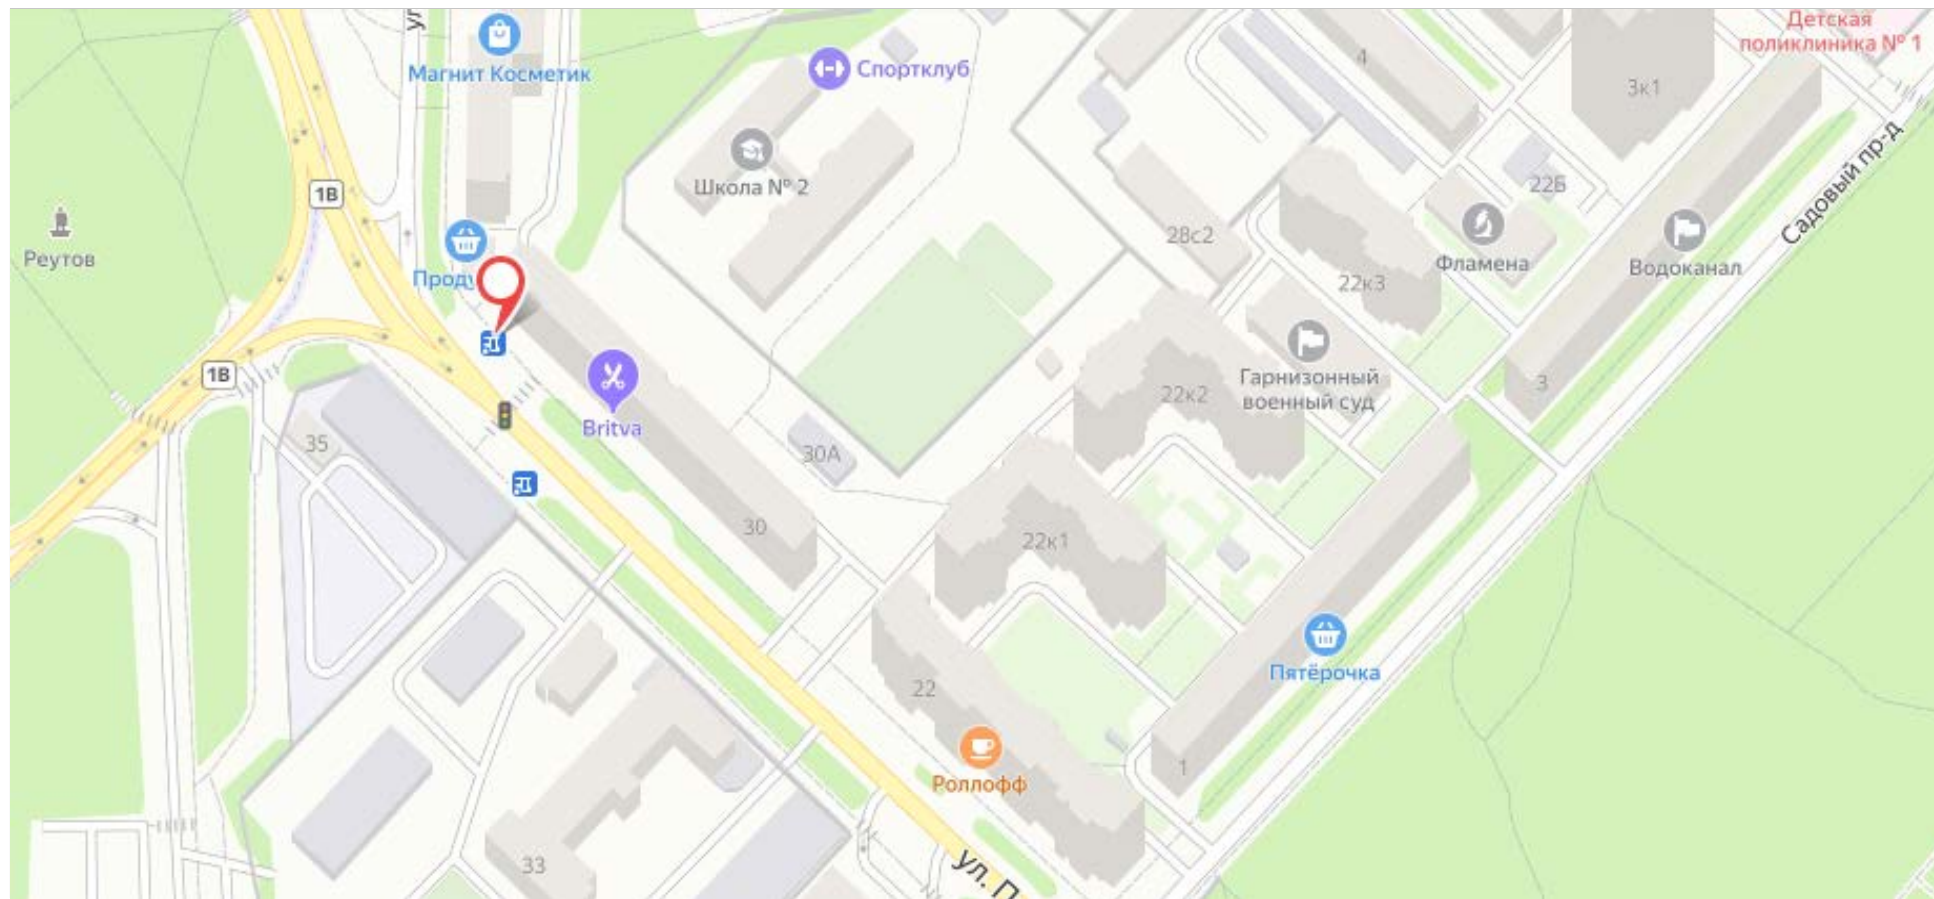 Детская
поликлиника № 1
Магнит Косметик
Спортклуб
4
3к1
Школа № 2
1В
22Б
Садовый пр-д
Реутов
28с2
Фламена
Водоканал
22к3
1В
Гарнизонный
военный суд
3
22к2
Britva
35
30А
30
22к1
Пятёрочка
22
1
Роллофф
33
ул. П